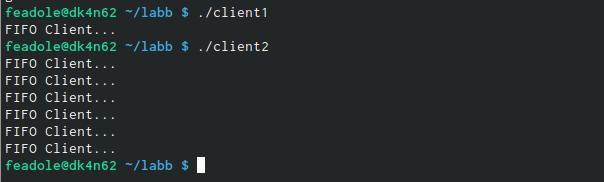 feadole@dk4n62 ~/labb $ ./client1
FIFO Client...
feadole@dk4n62 ~/labb $ ./client2
FIFO Client...
FIFO Client...
FIFO Client...
FIFO Client...
FIFO Client...
FIFO Client...
feadole@dk4n62 ~/labb $